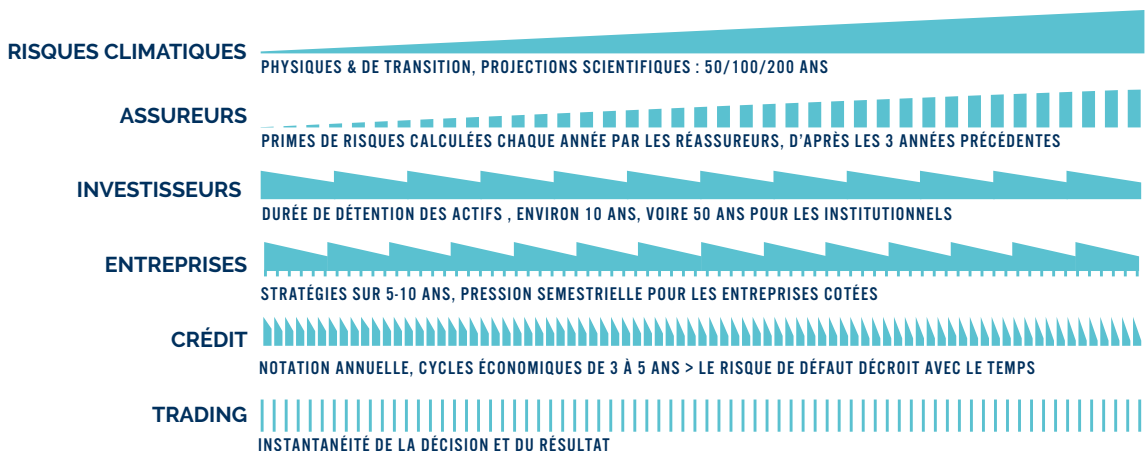 RISQUES CLIMATIQUES
PHYSIQUES & DE TRANSITION, PROJECTIONS SCIENTIFIQUES : 50/100/200 ANS
ASSUREURS
PRIMES DE RISQUES CALCULÉES CHAQUE ANNÉE PAR LES RÉASSUREURS, D'APRÈS LES 3 ANNÉES PRÉCÉDENTES
INVESTISSEURS
DURÉE DE DÉTENTION DES ACTIFS , ENVIRON 10 ANS, VOIRE 50 ANS POUR LES INSTITUTIONNELS
ENTREPRISES
STRATÉGIES SUR 5-10 ANS, PRESSION SEMESTRIELLE POUR LES ENTREPRISES COTÉES
CRÉDIT
NOTATION ANNUELLE, CYCLES ÉCONOMIQUES DE 3 À 5 ANS > LE RISQUE DE DÉFAUT DÉCROIT AVEC LE TEMPS
TRADING
INSTANTANÉITÉ DE LA DÉCISION ET DU RÉSULTAT